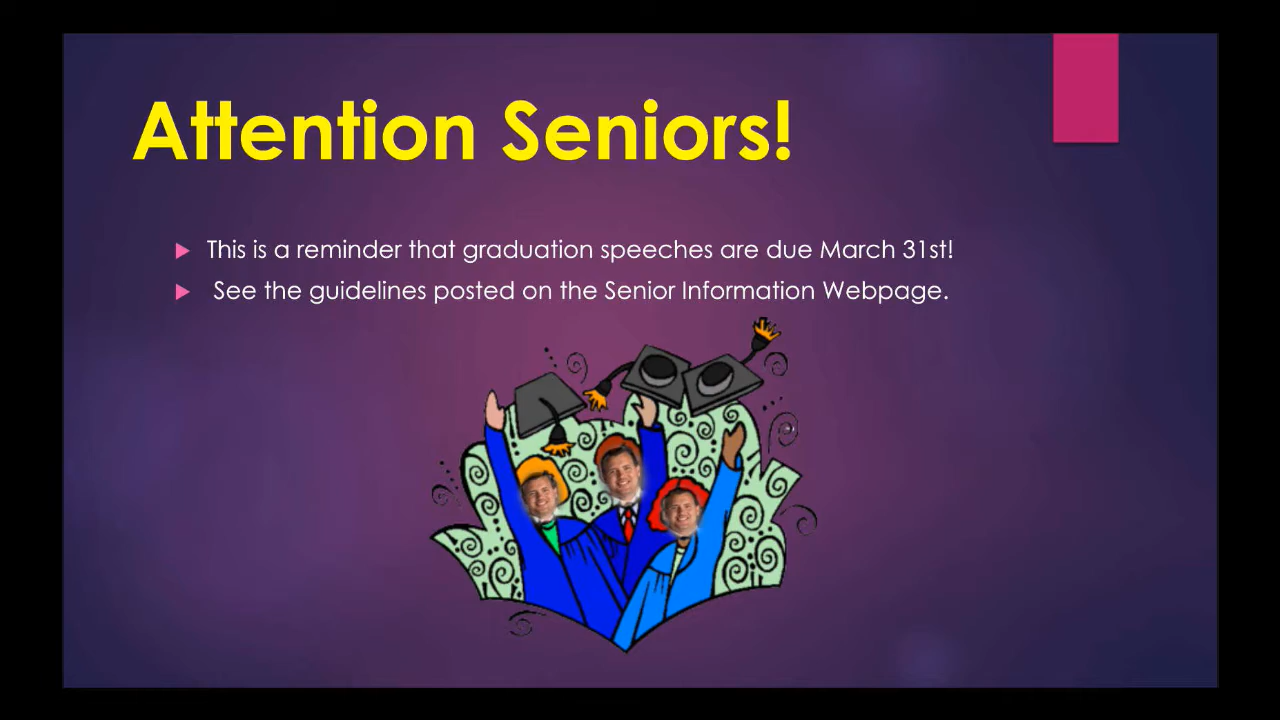 Attention Seniors!
This is a reminder that graduation speeches are due March 31st!
See the guidelines posted on the Senior Information Webpage.